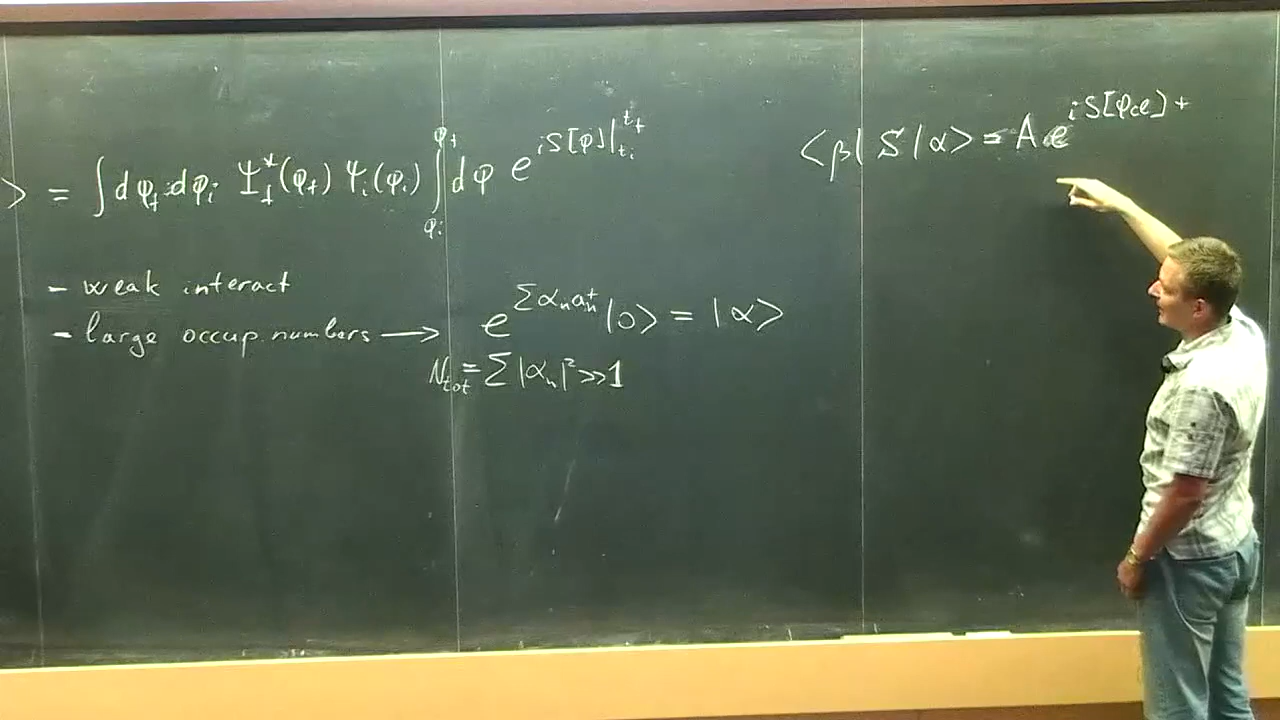 > = ∫ dφ_f dφ_i Ψ_f^*(φ_f) Ψ_i(φ_i) ∫_{φ_i}^{φ_f} dφ e^{iS[φ]|_{t_i}^{t_f}}
- weak interact
- large occup numbers ⟶ e^{Σ α_n a_n^+} |0> = |α>
N_tot = Σ |α_n|² >> 1
<β| S |α> = A e^{iS[φ_cl] +